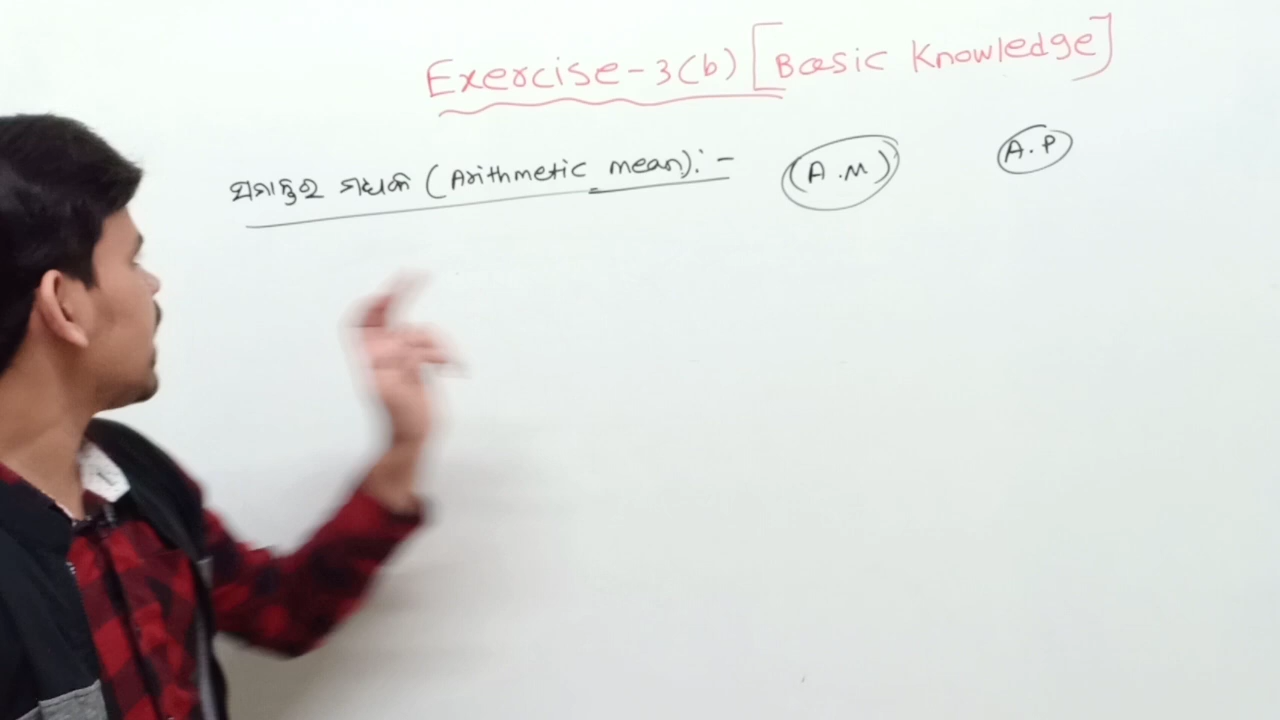 Exercise-3(b) [Basic Knowledge]
ସମାନ୍ତର ମଧ୍ୟକ (Arithmetic mean):- (A.M) A.P